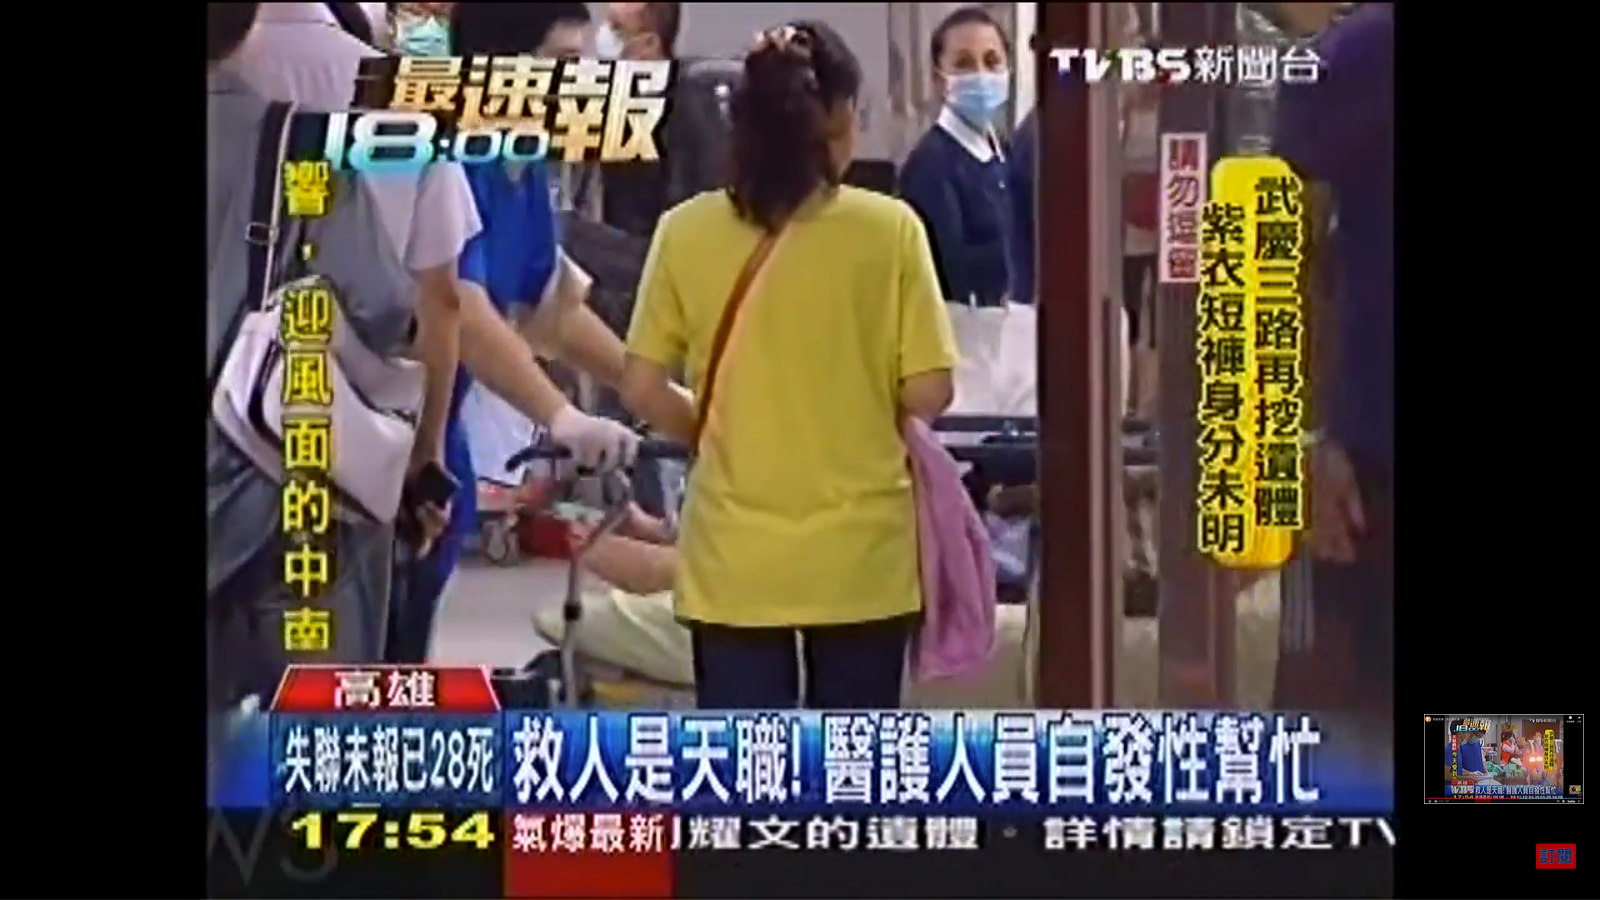 最速報
18:00
TVBS新聞台
響，迎風面的中南
請勿逗留
武慶三路再挖遺體
紫衣短褲身分未明
高雄
失聯未報已28死
救人是天職！醫護人員自發性幫忙
17:54
氣爆最新
耀文的遺體。詳情請鎖定TV
訂閱